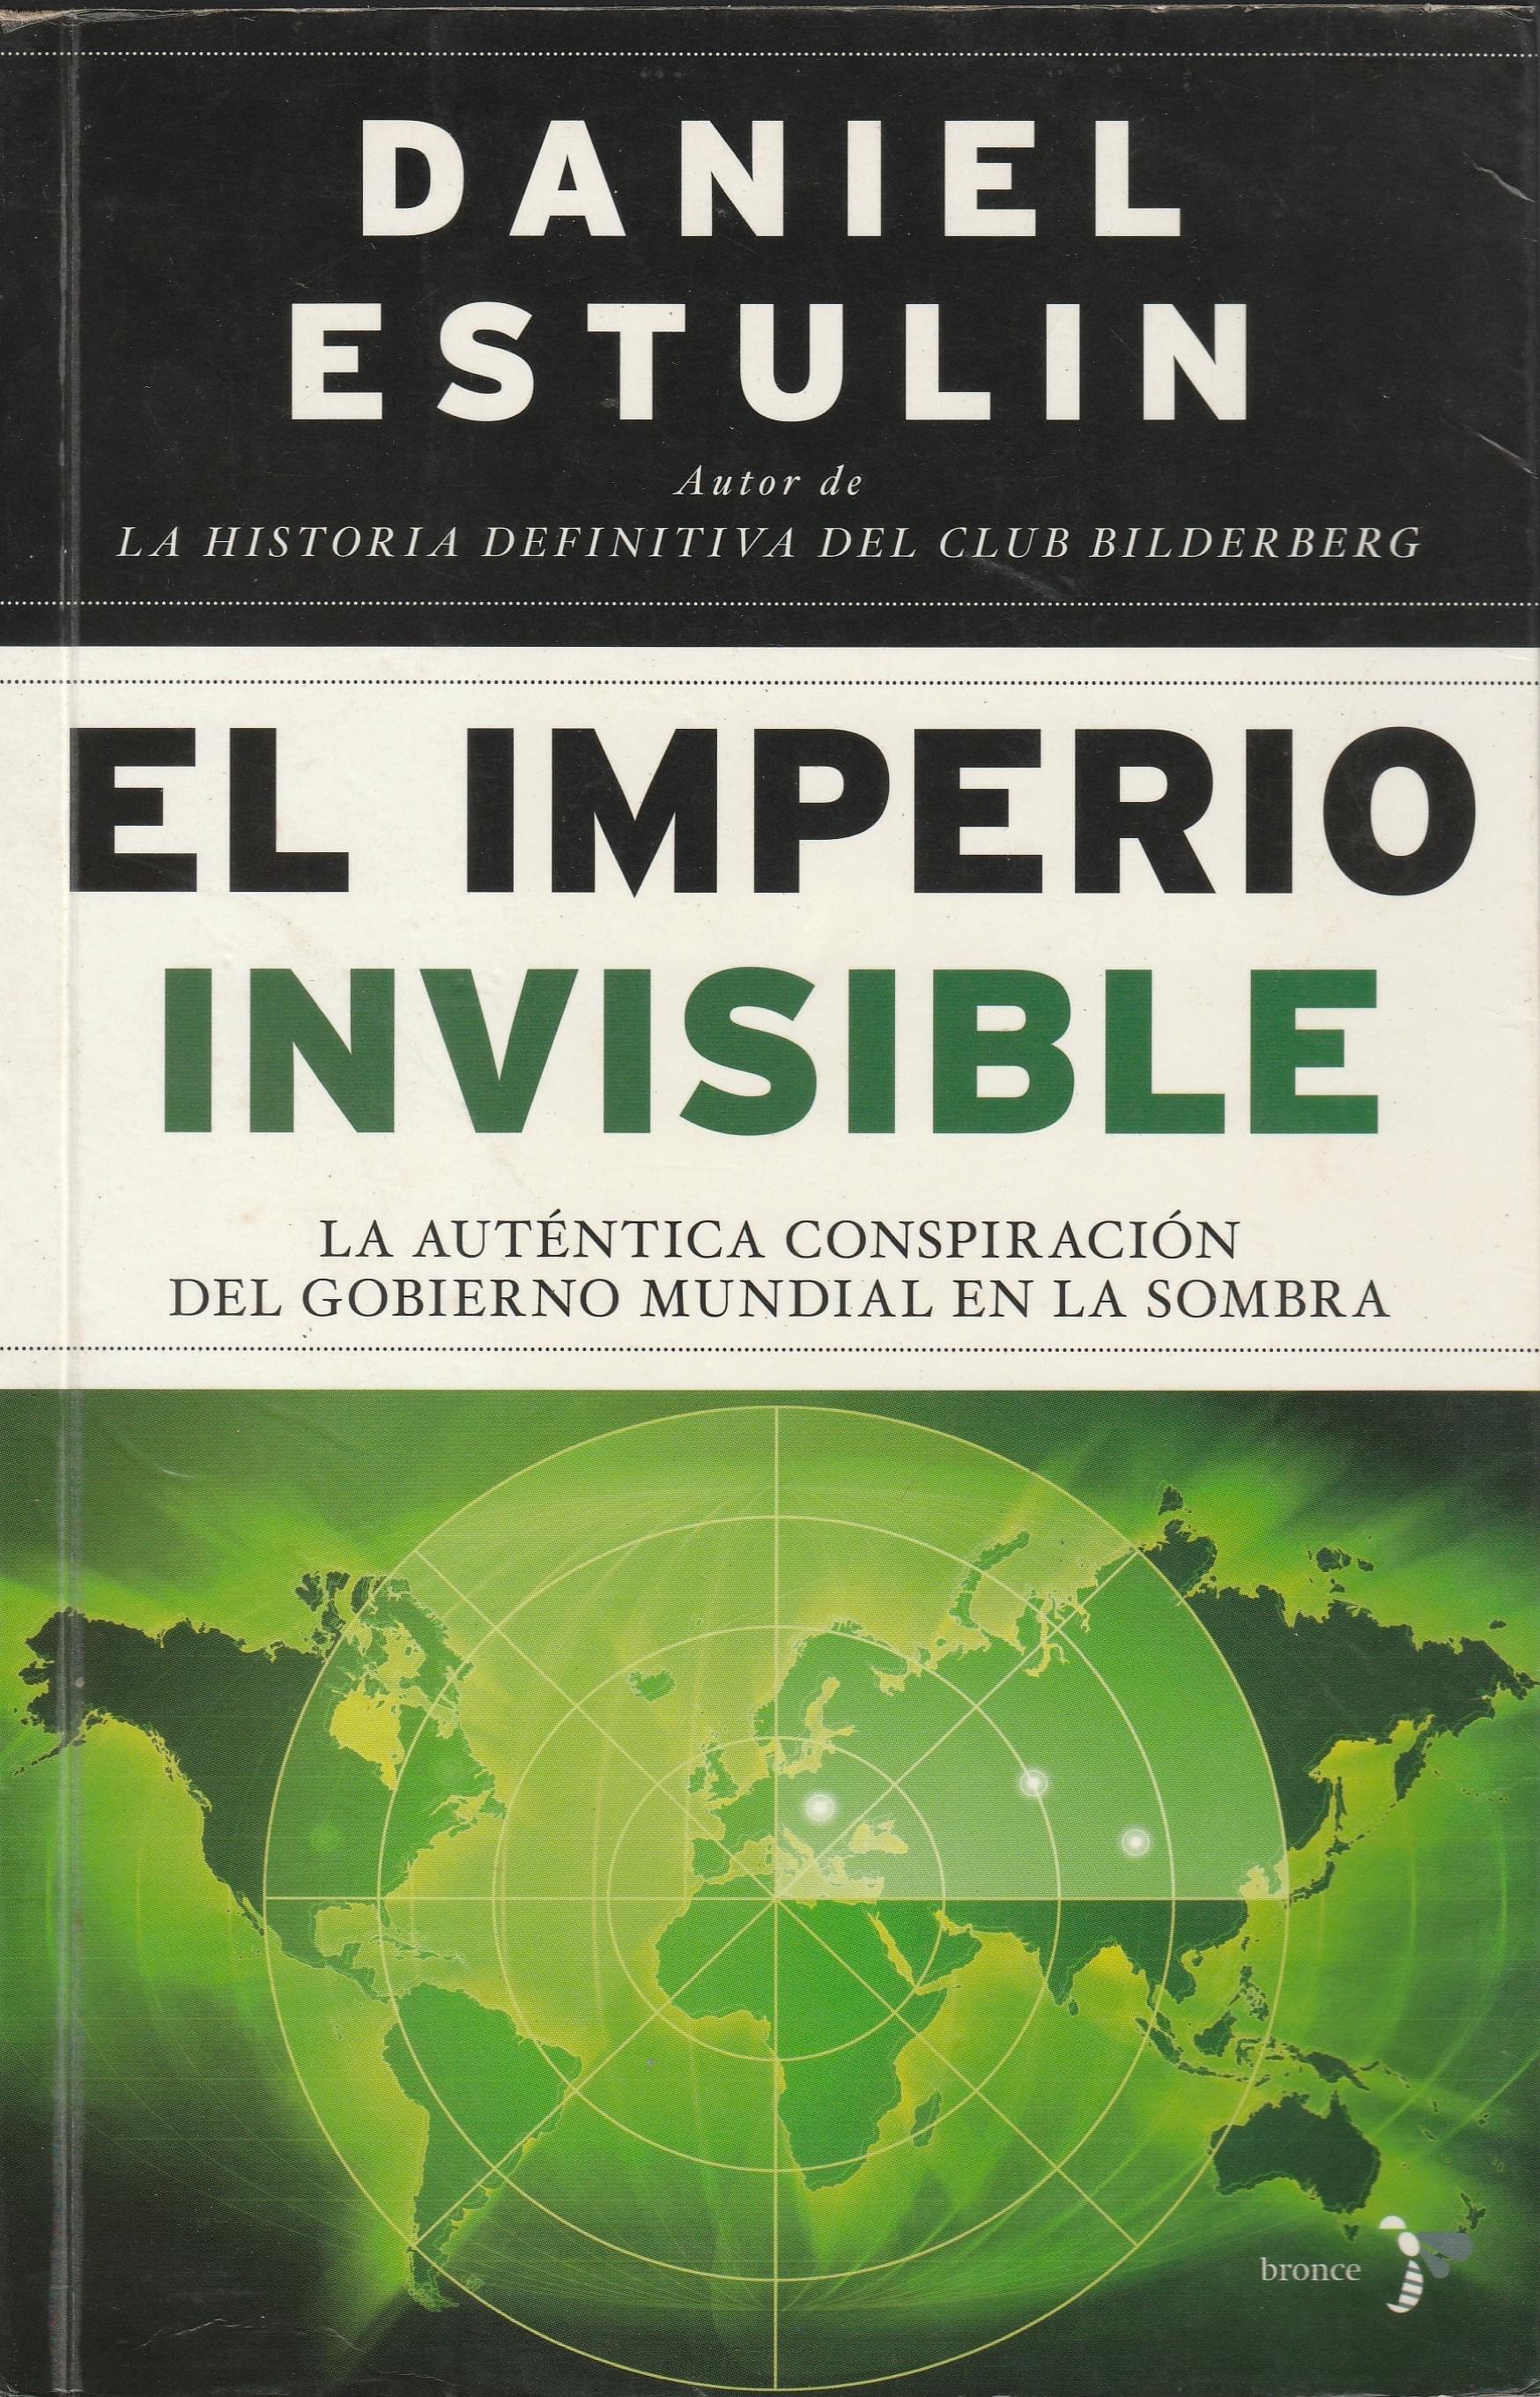 DANIEL
ESTULIN
Autor de
LA HISTORIA DEFINITIVA DEL CLUB BILDERBERG
EL IMPERIO
INVISIBLE
LA AUTÉNTICA CONSPIRACIÓN
DEL GOBIERNO MUNDIAL EN LA SOMBRA
bronce